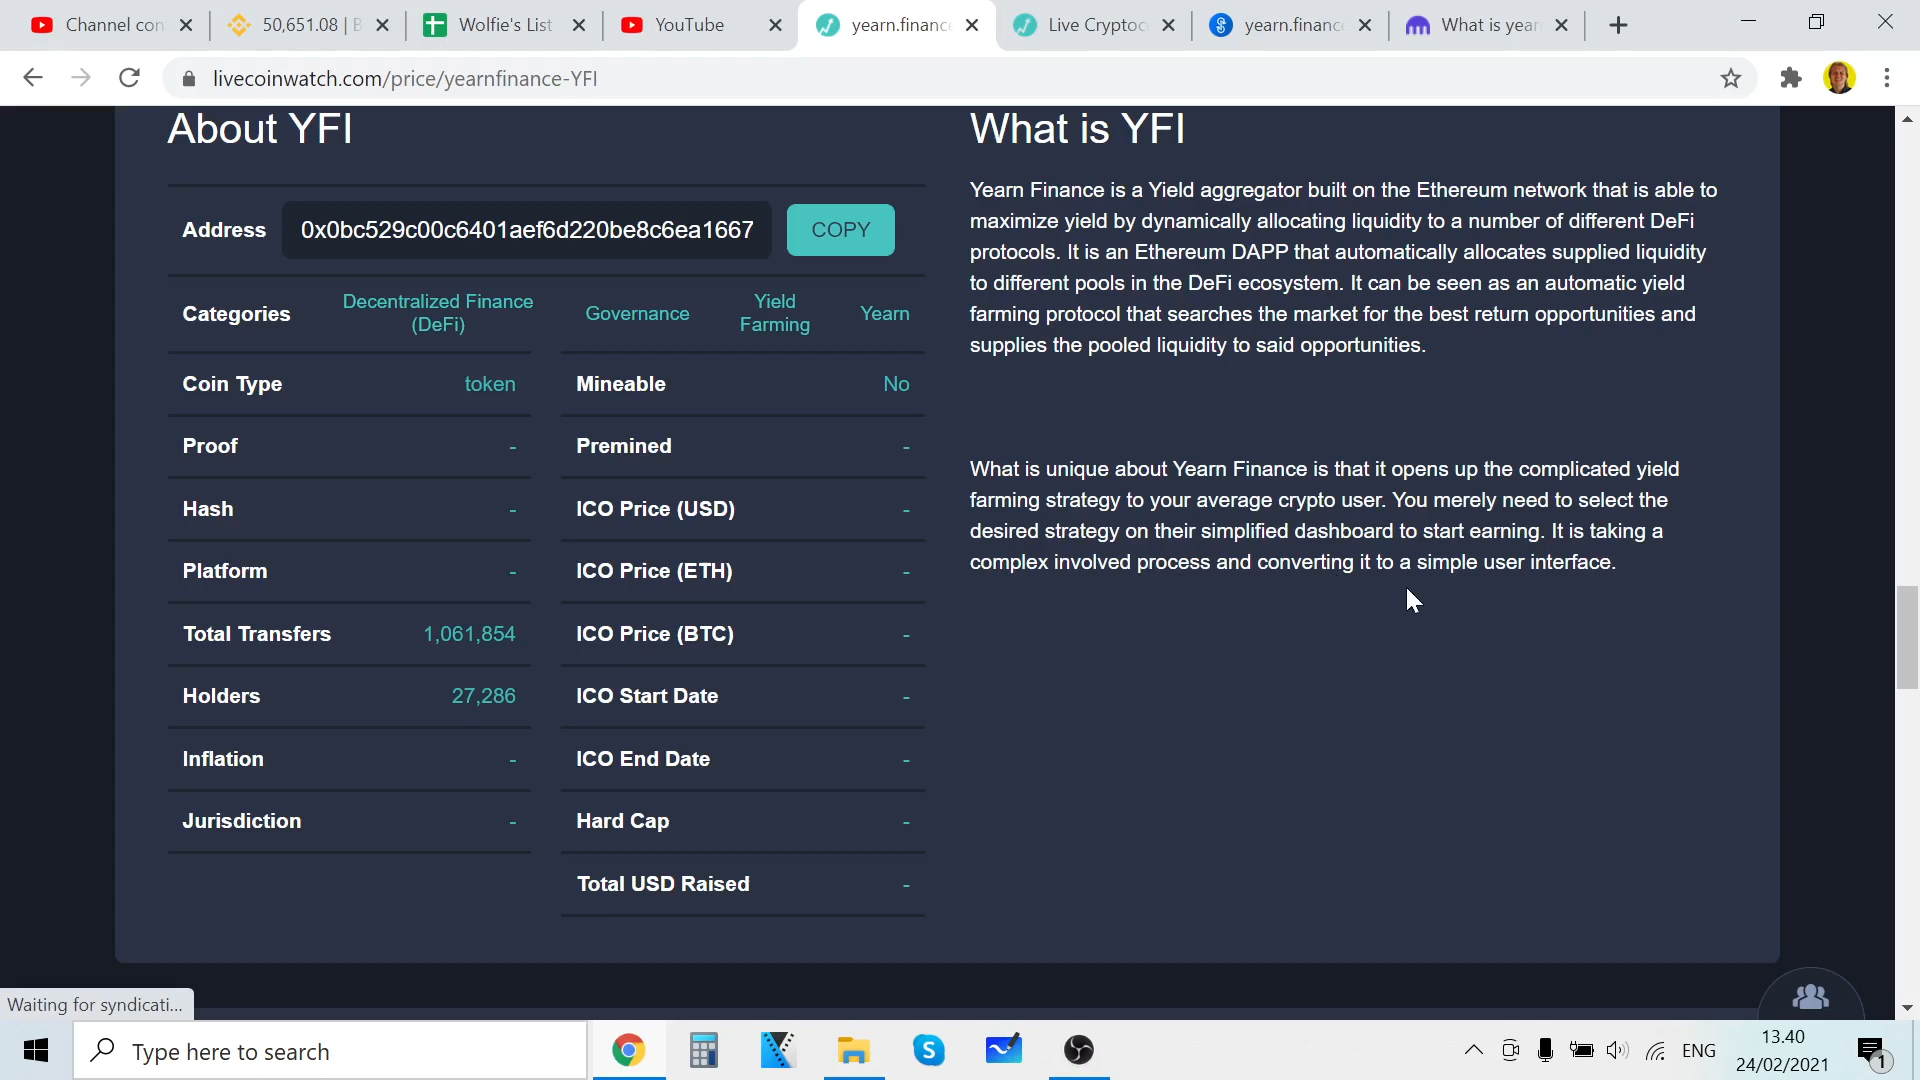 Channel con
50,651.08 | B
Wolfie's List
YouTube
yearn.finance
Live Cryptoc
yearn.finance
What is year
livecoinwatch.com/price/yearnfinance-YFI
About YFI
Address 0x0bc529c00c6401aef6d220be8c6ea1667 COPY
Categories Decentralized Finance (DeFi) Governance Yield Farming Yearn
Coin Type token
Mineable No
Proof -
Premined -
Hash -
ICO Price (USD) -
Platform -
ICO Price (ETH) -
Total Transfers 1,061,854
ICO Price (BTC) -
Holders 27,286
ICO Start Date -
Inflation -
ICO End Date -
Jurisdiction -
Hard Cap -
Total USD Raised -
What is YFI
Yearn Finance is a Yield aggregator built on the Ethereum network that is able to
maximize yield by dynamically allocating liquidity to a number of different DeFi
protocols. It is an Ethereum DAPP that automatically allocates supplied liquidity
to different pools in the DeFi ecosystem. It can be seen as an automatic yield
farming protocol that searches the market for the best return opportunities and
supplies the pooled liquidity to said opportunities.
What is unique about Yearn Finance is that it opens up the complicated yield
farming strategy to your average crypto user. You merely need to select the
desired strategy on their simplified dashboard to start earning. It is taking a
complex involved process and converting it to a simple user interface.
Waiting for syndicati...
Type here to search
ENG
13.40
24/02/2021
1